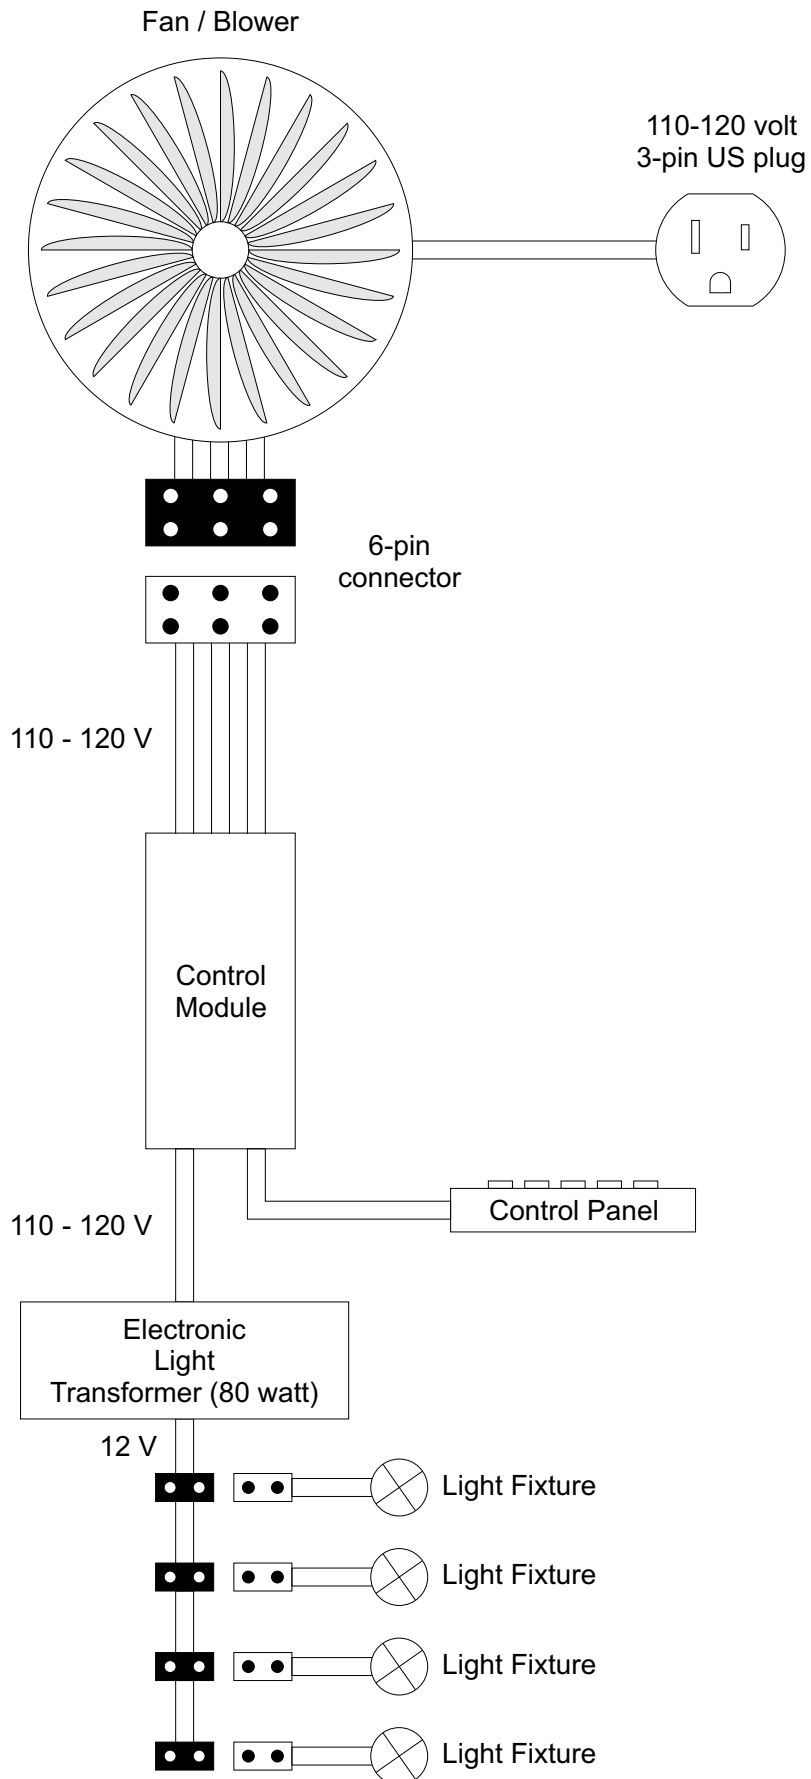 Fan / Blower
110-120 volt
3-pin US plug
6-pin
connector
110 - 120 V
Control
Module
Control Panel
110 - 120 V
Electronic
Light
Transformer (80 watt)
12 V
Light Fixture
Light Fixture
Light Fixture
Light Fixture